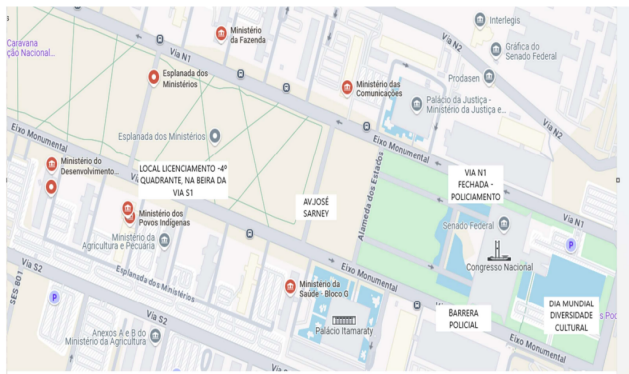 Interlegis
Via N2
Ministério
da Fazenda
Gráfica do
Senado Federal
Caravana
ção Nacional...
Via N1
Esplanada dos
Ministérios
Prodasen
Ministério das
Comunicações
Palácio da Justiça -
Ministério da Justiça e...
Via N2
Eixo Monumental
Esplanada dos Ministérios
Eixo Monumental
Ministério do
Desenvolvimento...
LOCAL LICENCIAMENTO -4º
QUADRANTE, NA BEIRA DA
VIA S1
Alameda dos Estados
VIA N1
FECHADA -
POLICIAMENTO
AV JOSÉ
SARNEY
Ministério dos
Povos Indígenas
Via N1
Senado Federal
P
Ministério da
Agricultura e Pecuária
Congresso Nacional
Via S2
Esplanada dos Ministérios
Eixo Monumental
SES 801
P
Ministério da
Saúde - Bloco G
BARRERA
POLICIAL
DIA MUNDIAL
DIVERSIDADE
CULTURAL
s Poc
Via S2
Palácio Itamaraty
Anexos A e B do
Ministério da Agricultura
Eixo Monumental